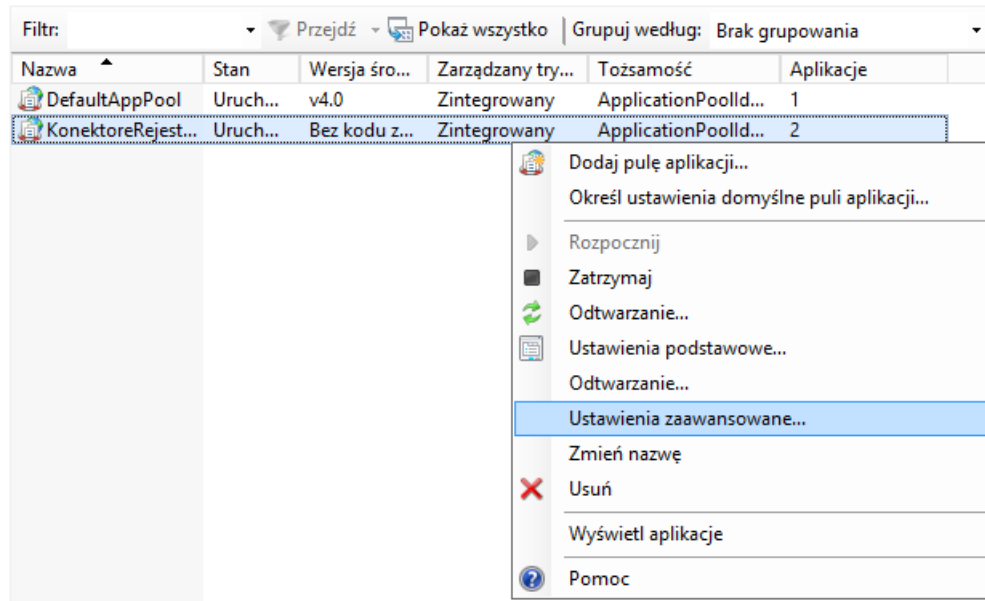 Filtr: Przejdź Pokaż wszystko Grupuj według: Brak grupowania
Nazwa Stan Wersja śro... Zarządzany try... Tożsamość Aplikacje
DefaultAppPool Uruch... v4.0 Zintegrowany ApplicationPoolId... 1
KonektoreRejest... Uruch... Bez kodu z... Zintegrowany ApplicationPoolId... 2
Dodaj pulę aplikacji...
Określ ustawienia domyślne puli aplikacji...
Rozpocznij
Zatrzymaj
Odtwarzanie...
Ustawienia podstawowe...
Odtwarzanie...
Ustawienia zaawansowane...
Zmień nazwę
Usuń
Wyświetl aplikacje
Pomoc